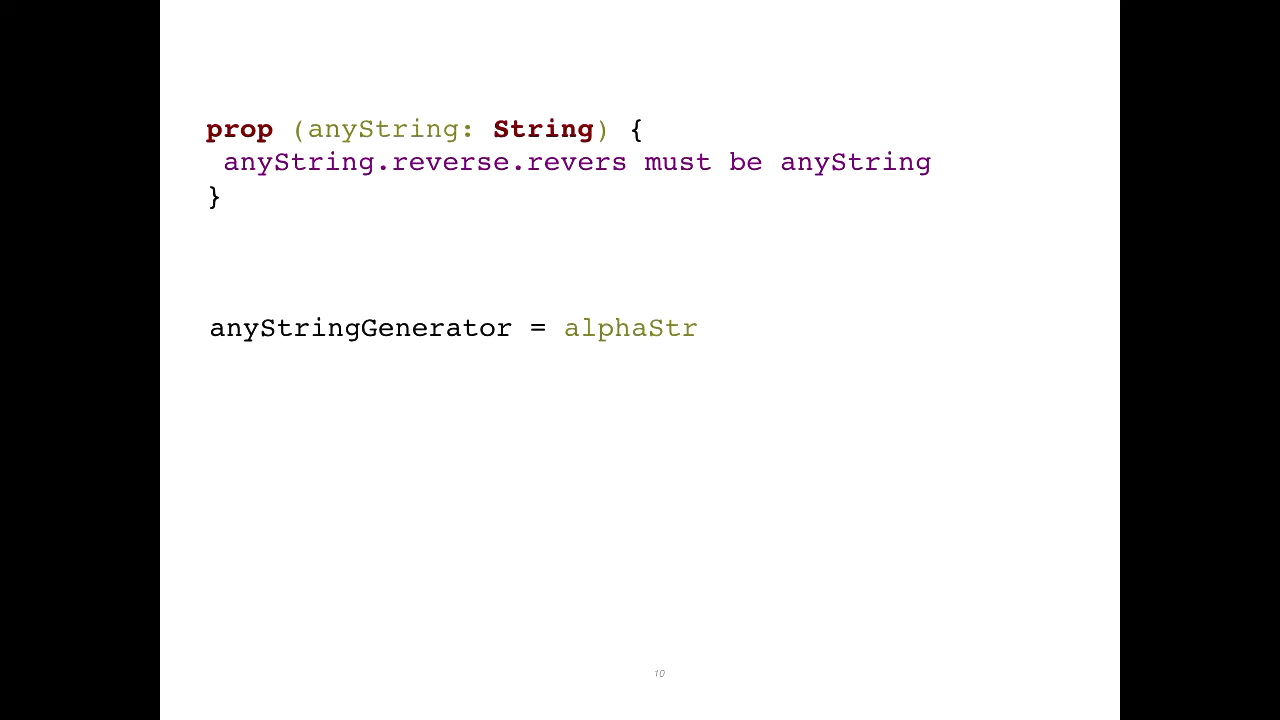 prop (anyString: String) {
anyString.reverse.revers must be anyString
}
anyStringGenerator = alphaStr
10